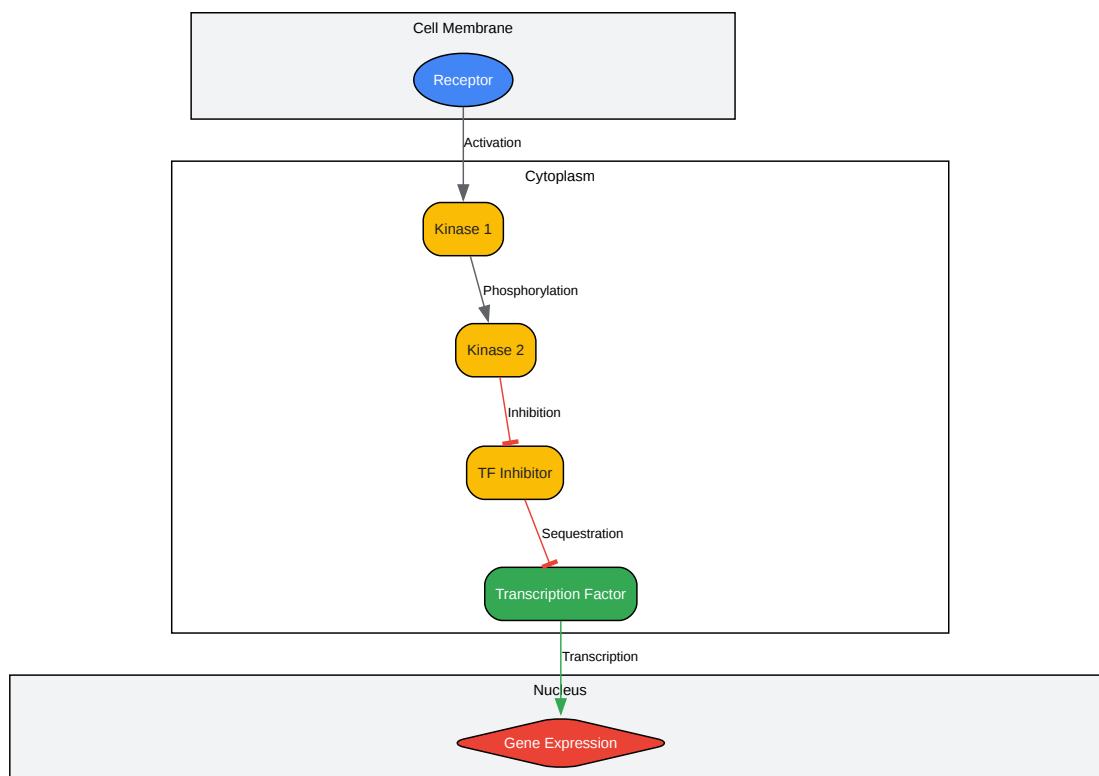 Cell Membrane
Receptor
Activation
Cytoplasm
Kinase 1
Phosphorylation
Kinase 2
Inhibition
TF Inhibitor
Sequestration
Transcription Factor
Transcription
Nucleus
Gene Expression